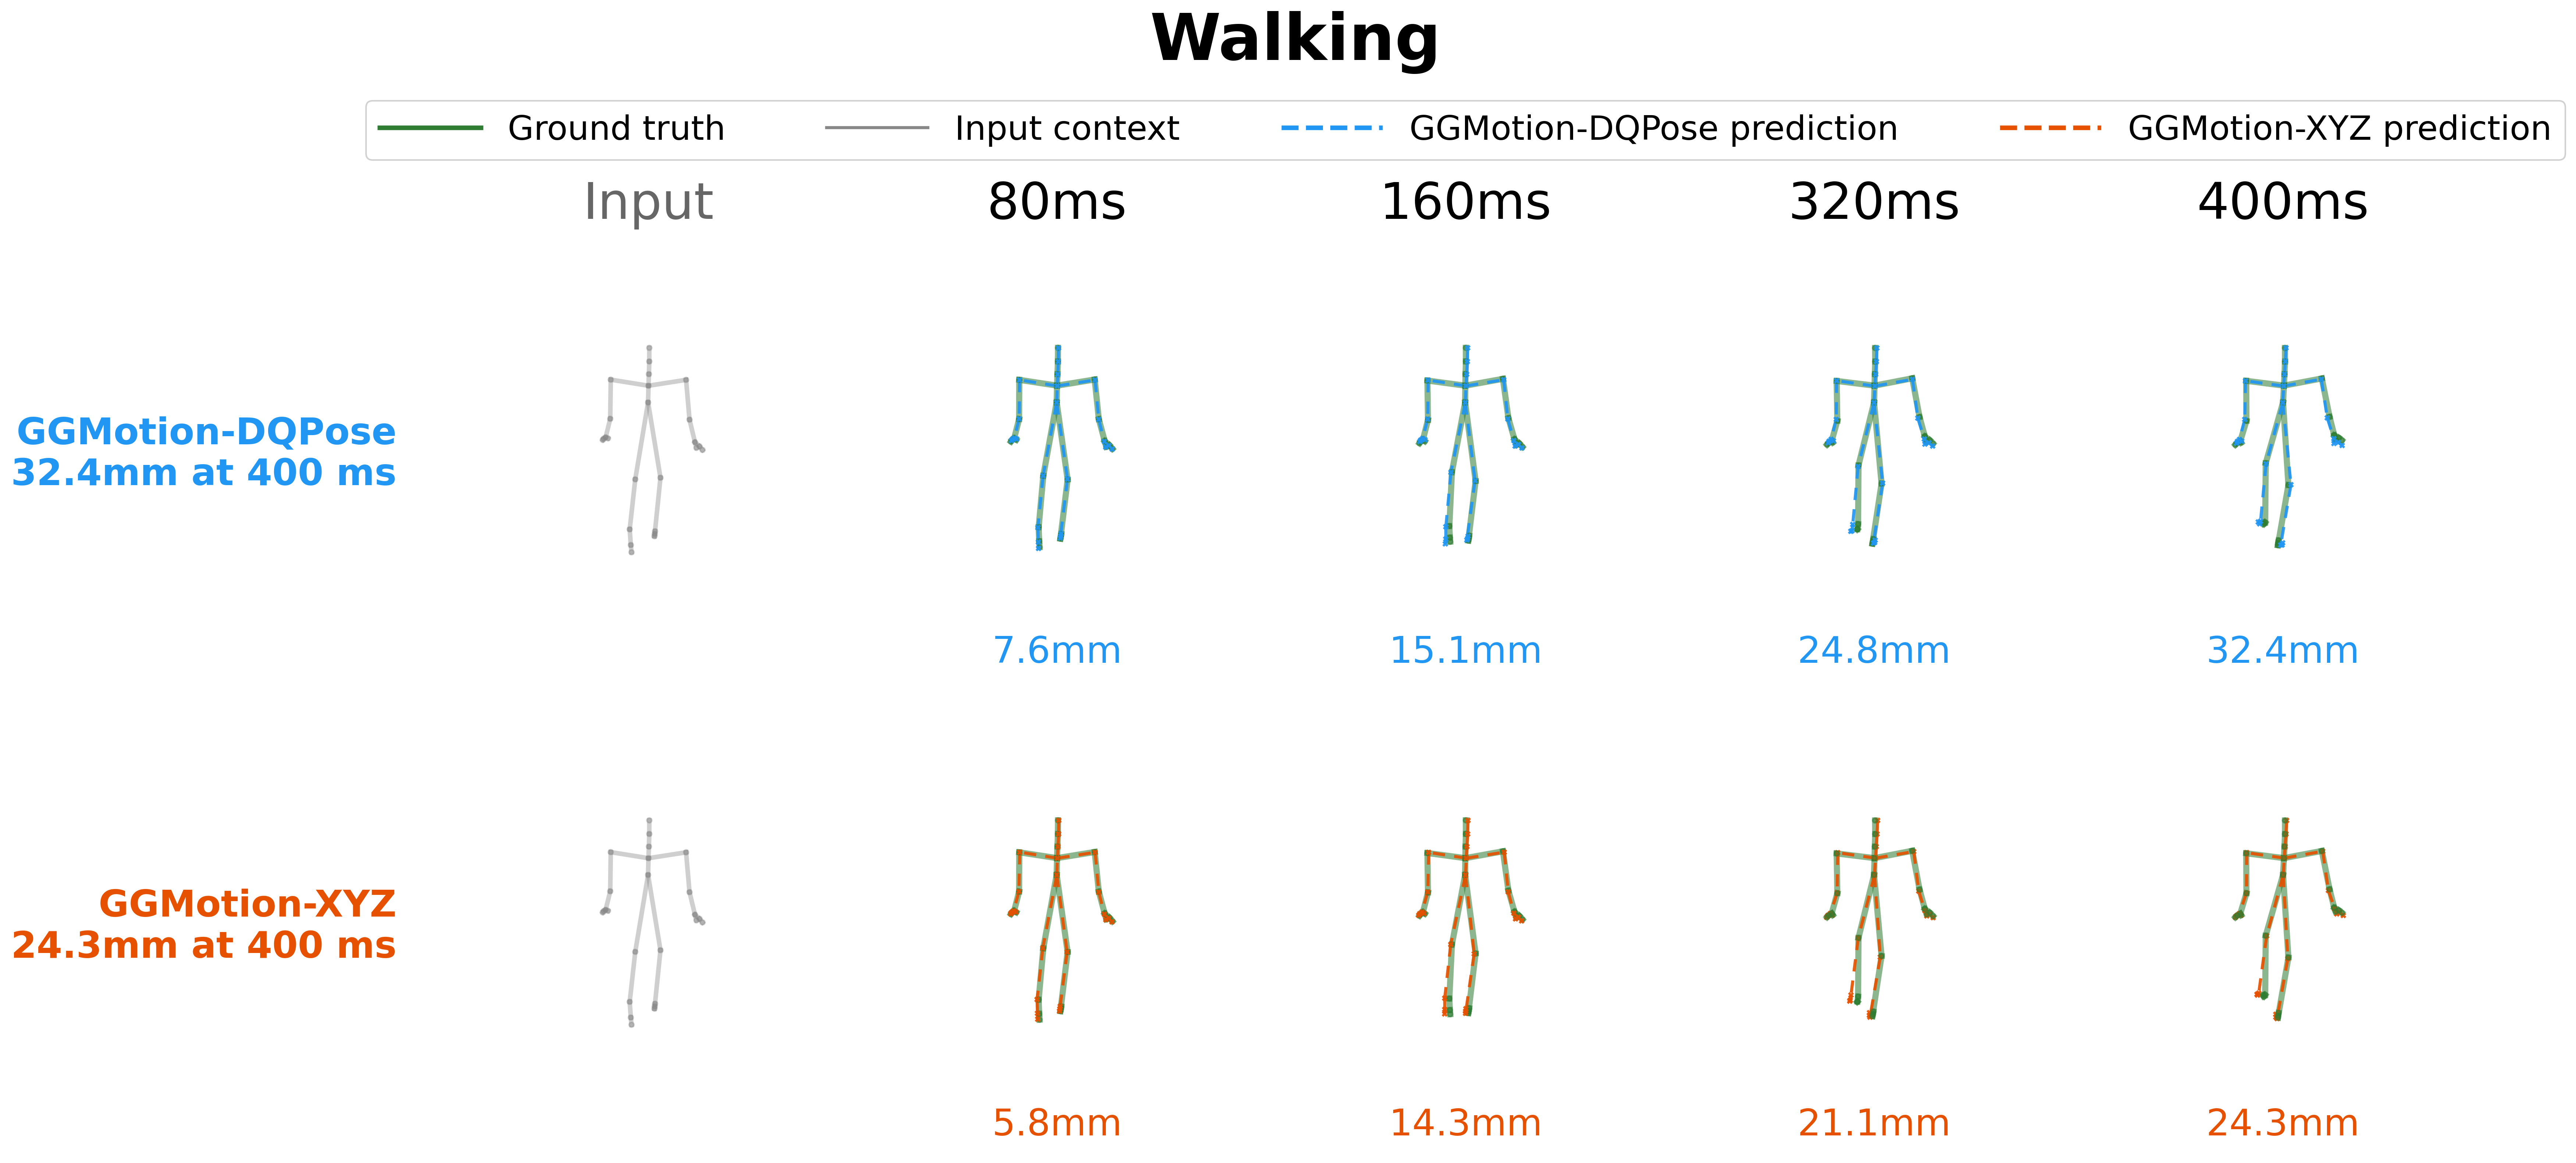 Walking
Ground truth
Input context
GGMotion-DQPose prediction
GGMotion-XYZ prediction
Input
80ms
160ms
320ms
400ms
GGMotion-DQPose
32.4mm at 400 ms
7.6mm
15.1mm
24.8mm
32.4mm
GGMotion-XYZ
24.3mm at 400 ms
5.8mm
14.3mm
21.1mm
24.3mm